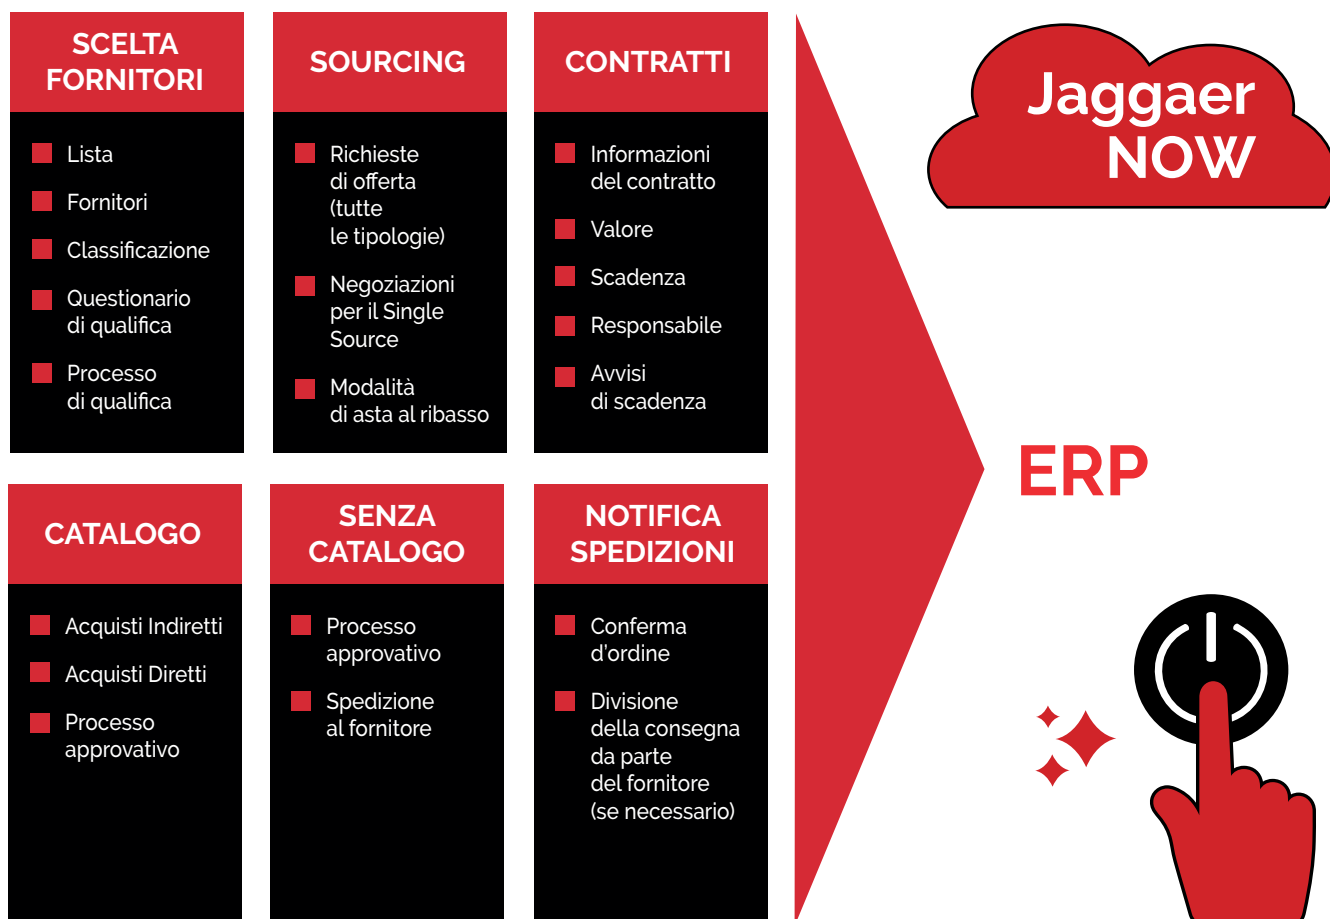 SCELTA
FORNITORI
Lista
Fornitori
Classificazione
Questionario
di qualifica
Processo
di qualifica
SOURCING
Richieste
di offerta
(tutte
le tipologie)
Negoziazioni
per il Single
Source
Modalità
di asta al ribasso
CONTRATTI
Informazioni
del contratto
Valore
Scadenza
Responsabile
Avvisi
di scadenza
CATALOGO
Acquisti Indiretti
Acquisti Diretti
Processo
approvativo
SENZA
CATALOGO
Processo
approvativo
Spedizione
al fornitore
NOTIFICA
SPEDIZIONI
Conferma
d'ordine
Divisione
della consegna
da parte
del fornitore
(se necessario)
Jaggaer
NOW
ERP